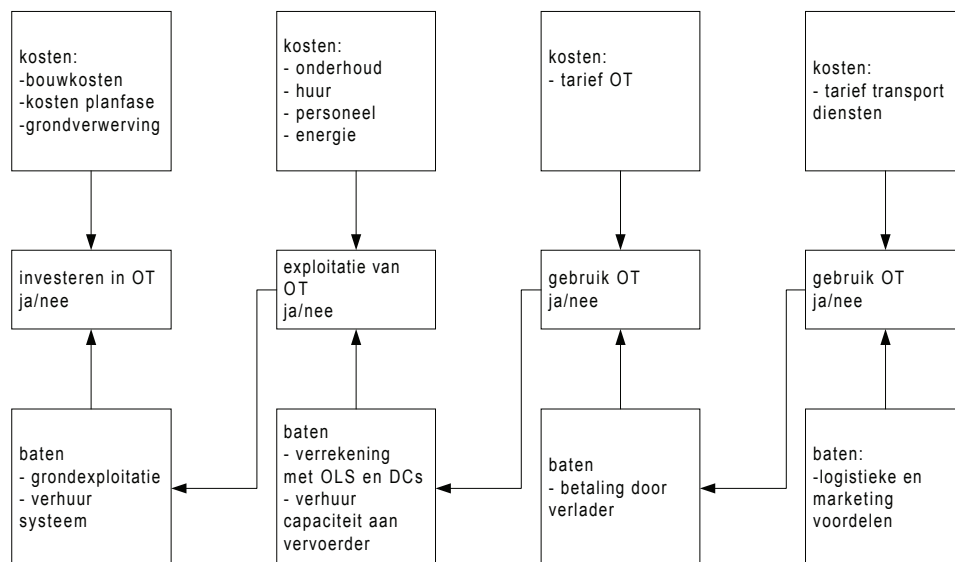 kosten:
-bouwkosten
-kosten planfase
-grondverwerving
kosten:
- onderhoud
- huur
- personeel
- energie
kosten:
- tarief OT
kosten:
- tarief transport
diensten
investeren in OT
ja/nee
exploitatie van
OT
ja/nee
gebruik OT
ja/nee
gebruik OT
ja/nee
baten
- grondexploitatie
- verhuur
systeem
baten
- verrekening
met OLS en DCs
- verhuur
capaciteit aan
vervoerder
baten
- betaling door
verlader
baten:
-logistieke en
marketing
voordelen